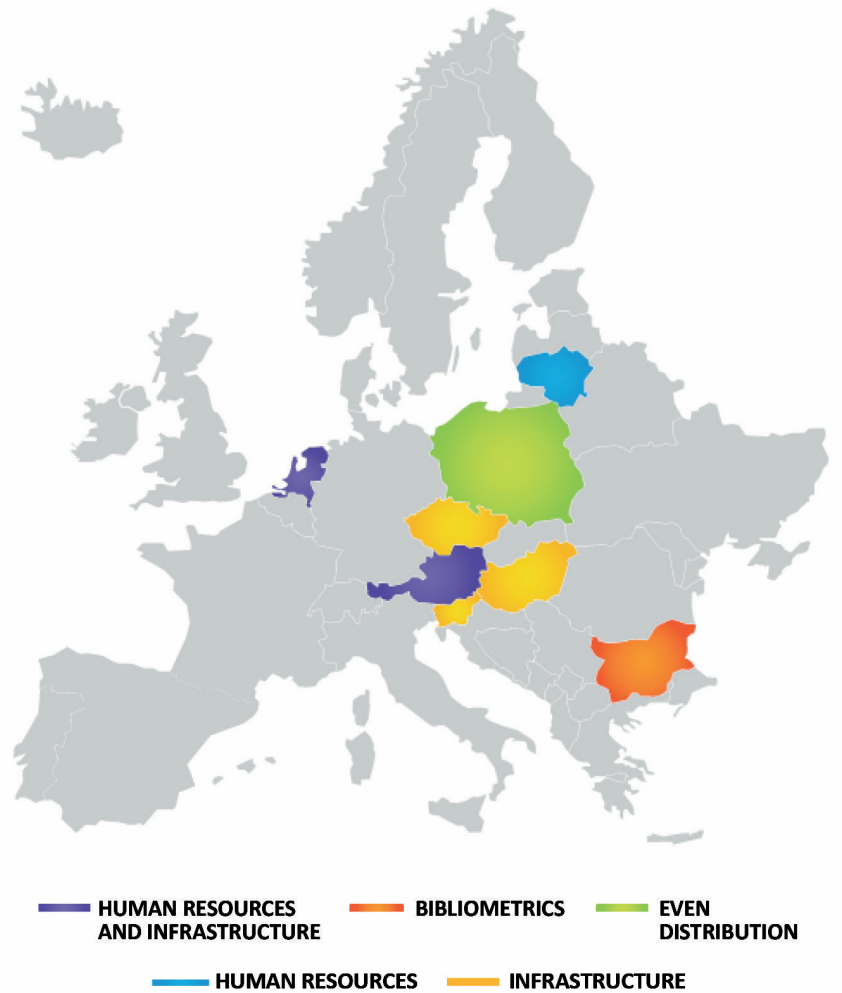 HUMAN RESOURCES
AND INFRASTRUCTURE
BIBLIOMETRICS
EVEN
DISTRIBUTION
HUMAN RESOURCES
INFRASTRUCTURE